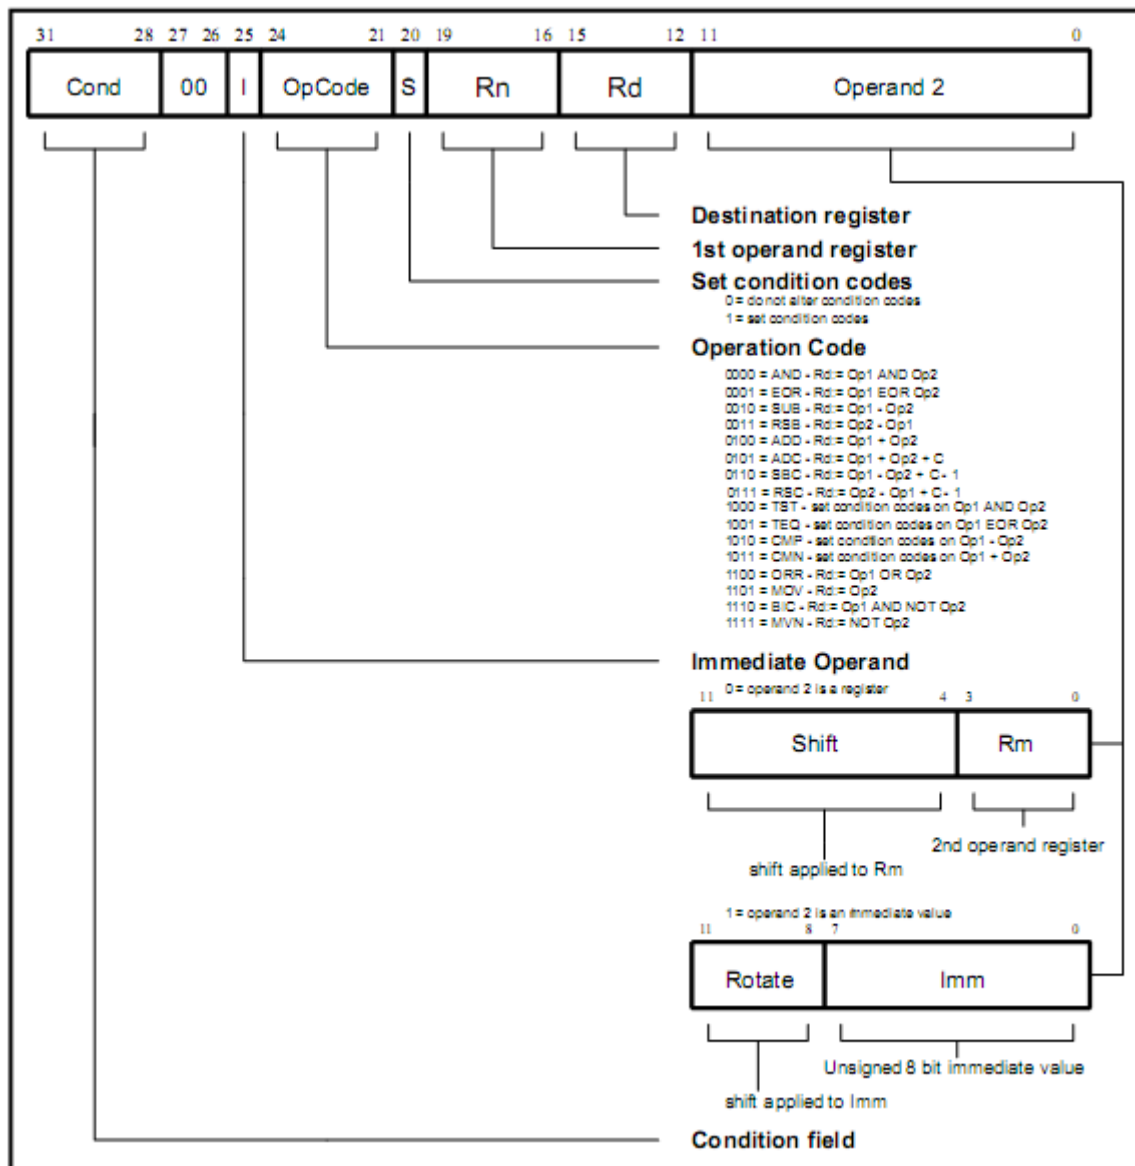 31 28 27 26 25 24 21 20 19 16 15 12 11 0
Cond 00 I OpCode S Rn Rd Operand 2
Destination register
1st operand register
Set condition codes
0 = do not alter condition codes
1 = set condition codes
Operation Code
0000 = AND - Rd:= Op1 AND Op2
0001 = EOR - Rd:= Op1 EOR Op2
0010 = SUB - Rd:= Op1 - Op2
0011 = RSB - Rd:= Op2 - Op1
0100 = ADD - Rd:= Op1 + Op2
0101 = ADC - Rd:= Op1 + Op2 + C
0110 = SBC - Rd:= Op1 - Op2 + C - 1
0111 = RSC - Rd:= Op2 - Op1 + C - 1
1000 = TST - set condition codes on Op1 AND Op2
1001 = TEQ - set condition codes on Op1 EOR Op2
1010 = CMP - set condition codes on Op1 - Op2
1011 = CMN - set condition codes on Op1 + Op2
1100 = ORR - Rd:= Op1 OR Op2
1101 = MOV - Rd:= Op2
1110 = BIC - Rd:= Op1 AND NOT Op2
1111 = MVN - Rd:= NOT Op2
Immediate Operand
0 = operand 2 is a register
11 4 3 0
Shift Rm
2nd operand register
shift applied to Rm
1 = operand 2 is an immediate value
11 8 7 0
Rotate Imm
Unsigned 8 bit immediate value
shift applied to Imm
Condition field